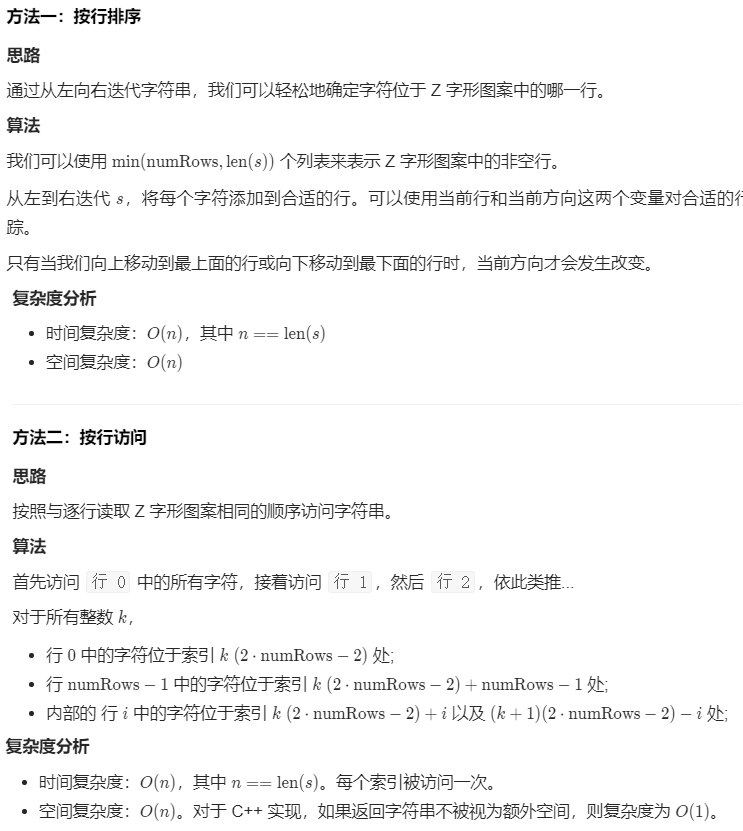 方法一：按行排序
思路
通过从左向右迭代字符串，我们可以轻松地确定字符位于 Z 字形图案中的哪一行。
算法
我们可以使用 min(numRows, len(s)) 个列表来表示 Z 字形图案中的非空行。
从左到右迭代 s，将每个字符添加到合适的行。可以使用当前行和当前方向这两个变量对合适的行
踪。
只有当我们向上移动到最上面的行或向下移动到最下面的行时，当前方向才会发生改变。
复杂度分析
• 时间复杂度：O(n)，其中 n == len(s)
• 空间复杂度：O(n)
方法二：按行访问
思路
按照与逐行读取 Z 字形图案相同的顺序访问字符串。
算法
首先访问 行 0 中的所有字符，接着访问 行 1，然后 行 2，依此类推...
对于所有整数 k，
• 行 0 中的字符位于索引 k (2 · numRows − 2) 处;
• 行 numRows − 1 中的字符位于索引 k (2 · numRows − 2) + numRows − 1 处;
• 内部的 行 i 中的字符位于索引 k (2 · numRows − 2) + i 以及 (k + 1)(2 · numRows − 2) − i 处;
复杂度分析
• 时间复杂度：O(n)，其中 n == len(s)。每个索引被访问一次。
• 空间复杂度：O(n)。对于 C++ 实现，如果返回字符串不被视为额外空间，则复杂度为 O(1)。